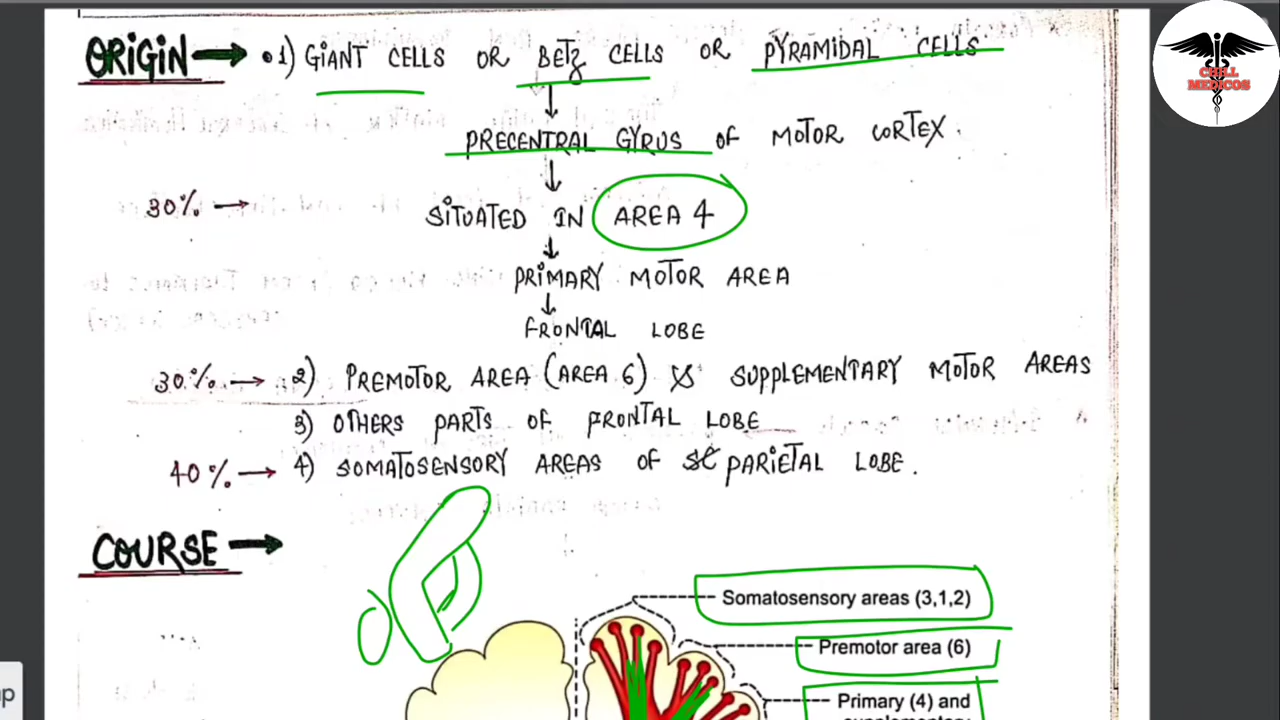 ORIGIN → 1) GIANT CELLS OR BETZ CELLS OR PYRAMIDAL CELLS
CHILL
MEDICOS
↓
PRECENTRAL GYRUS OF MOTOR CORTEX.
↓
30% → SITUATED IN AREA 4
↓
PRIMARY MOTOR AREA
↓
FRONTAL LOBE
30% → 2) PREMOTOR AREA (AREA 6) & SUPPLEMENTARY MOTOR AREAS
3) OTHERS PARTS OF FRONTAL LOBE
40% → 4) SOMATOSENSORY AREAS OF PARIETAL LOBE.
COURSE →
Somatosensory areas (3,1,2)
Premotor area (6)
Primary (4) and
supplementary